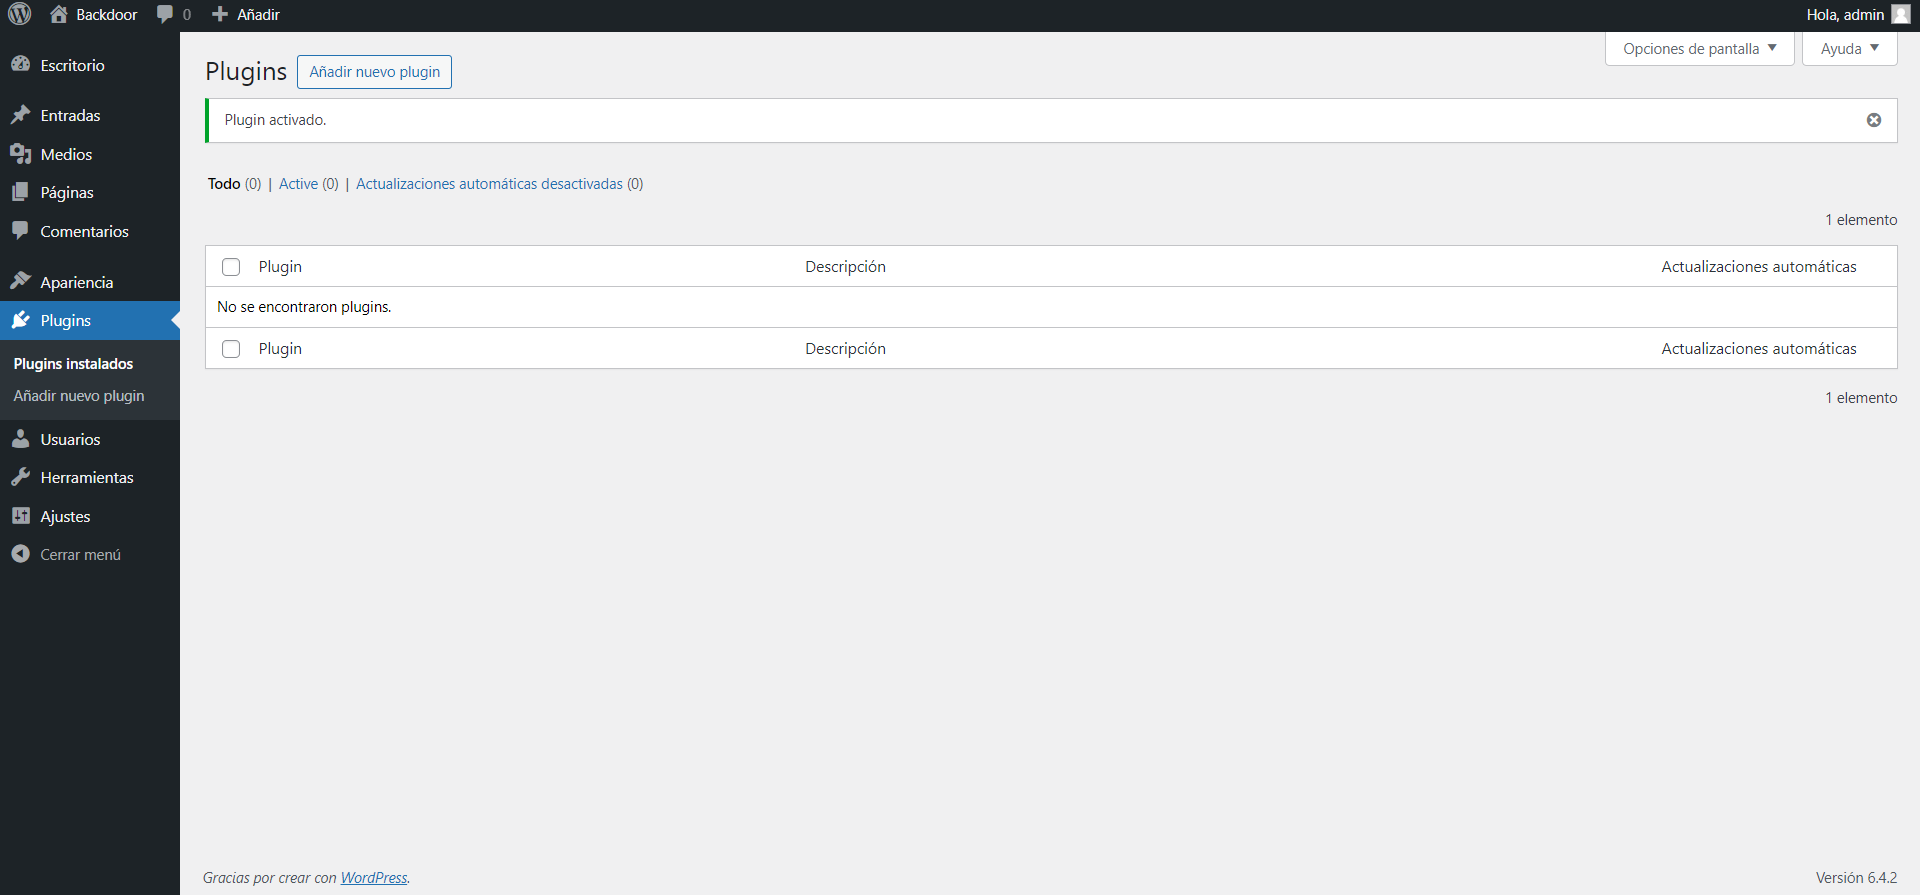 Backdoor 0 Añadir Hola, admin
Opciones de pantalla Ayuda
Escritorio
Entradas
Medios
Páginas
Comentarios
Apariencia
Plugins
Plugins instalados
Añadir nuevo plugin
Usuarios
Herramientas
Ajustes
Cerrar menú
Plugins Añadir nuevo plugin
Plugin activado.
Todo (0) | Active (0) | Actualizaciones automáticas desactivadas (0)
1 elemento
Plugin Descripción Actualizaciones automáticas
No se encontraron plugins.
Plugin Descripción Actualizaciones automáticas
1 elemento
Gracias por crear con WordPress. Versión 6.4.2